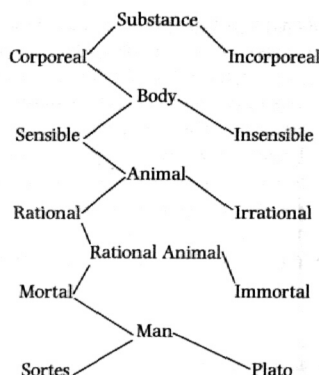 Substance
Corporeal Incorporeal
Body
Sensible Insensible
Animal
Rational Irrational
Rational Animal
Mortal Immortal
Man
Sortes Plato